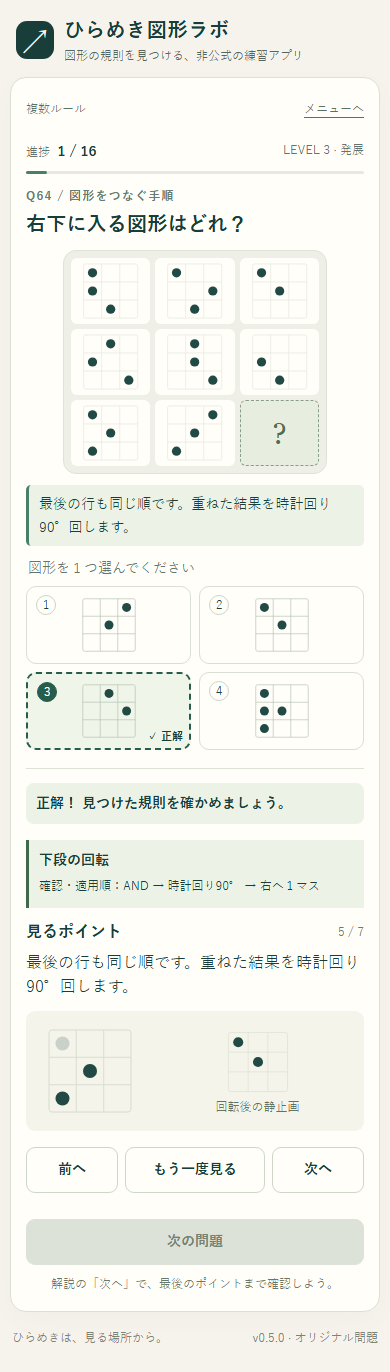 ひらめき図形ラボ
図形の規則を見つける、非公式の練習アプリ
複数ルール
メニューへ
進捗 1 / 16
LEVEL 3 · 発展
Q64 / 図形をつなぐ手順
右下に入る図形はどれ？
?
最後の行も同じ順です。重ねた結果を時計回り
90°回します。
図形を1つ選んでください
1
2
3
✓ 正解
4
正解！ 見つけた規則を確かめましょう。
下段の回転
確認・適用順：AND → 時計回り90° → 右へ1マス
見るポイント
5 / 7
最後の行も同じ順です。重ねた結果を時計回り
90°回します。
回転後の静止画
前へ
もう一度見る
次へ
次の問題
解説の「次へ」で、最後のポイントまで確認しよう。
ひらめきは、見る場所から。
v0.5.0 · オリジナル問題